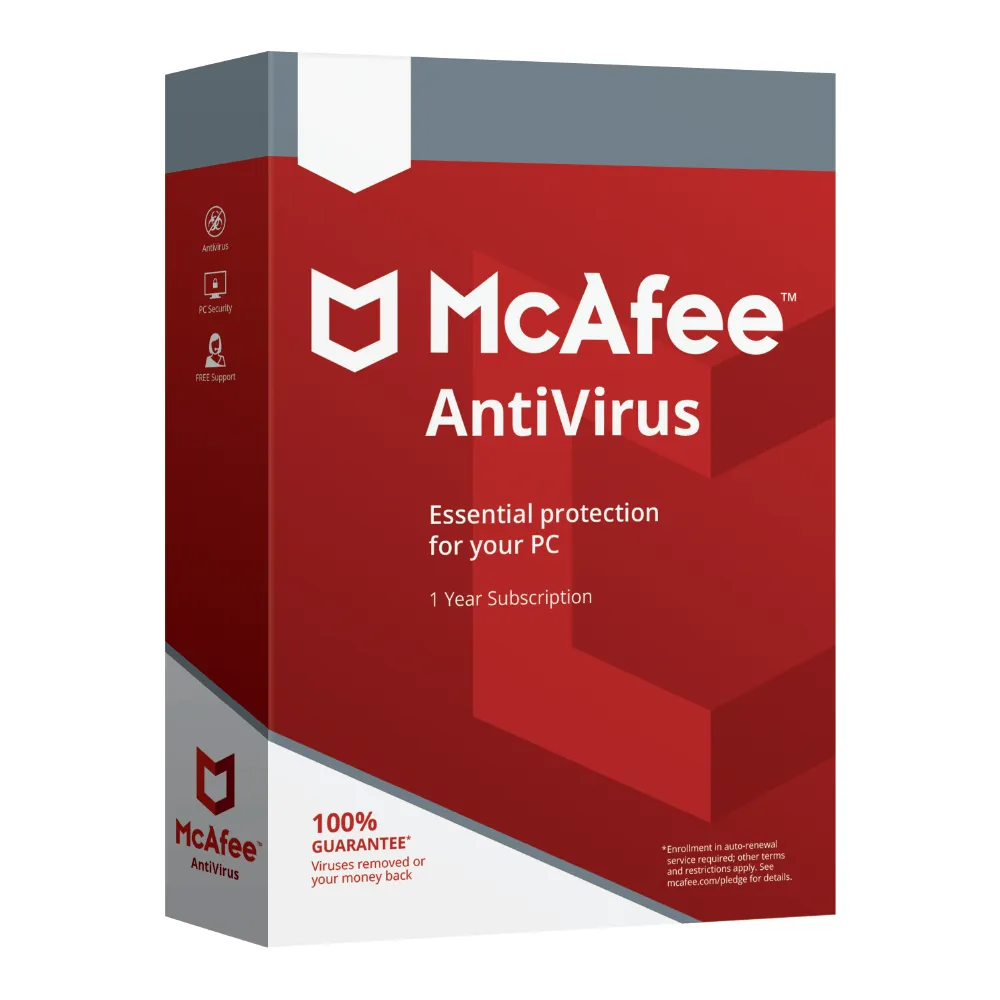 Antivirus
PC Security
FREE Support
McAfee™
AntiVirus
McAfee™
AntiVirus
Essential protection
for your PC
1 Year Subscription
100%
GUARANTEE*
Viruses removed or
your money back
*Enrollment in auto-renewal
service required; other terms
and restrictions apply. See
mcafee.com/pledge for details.